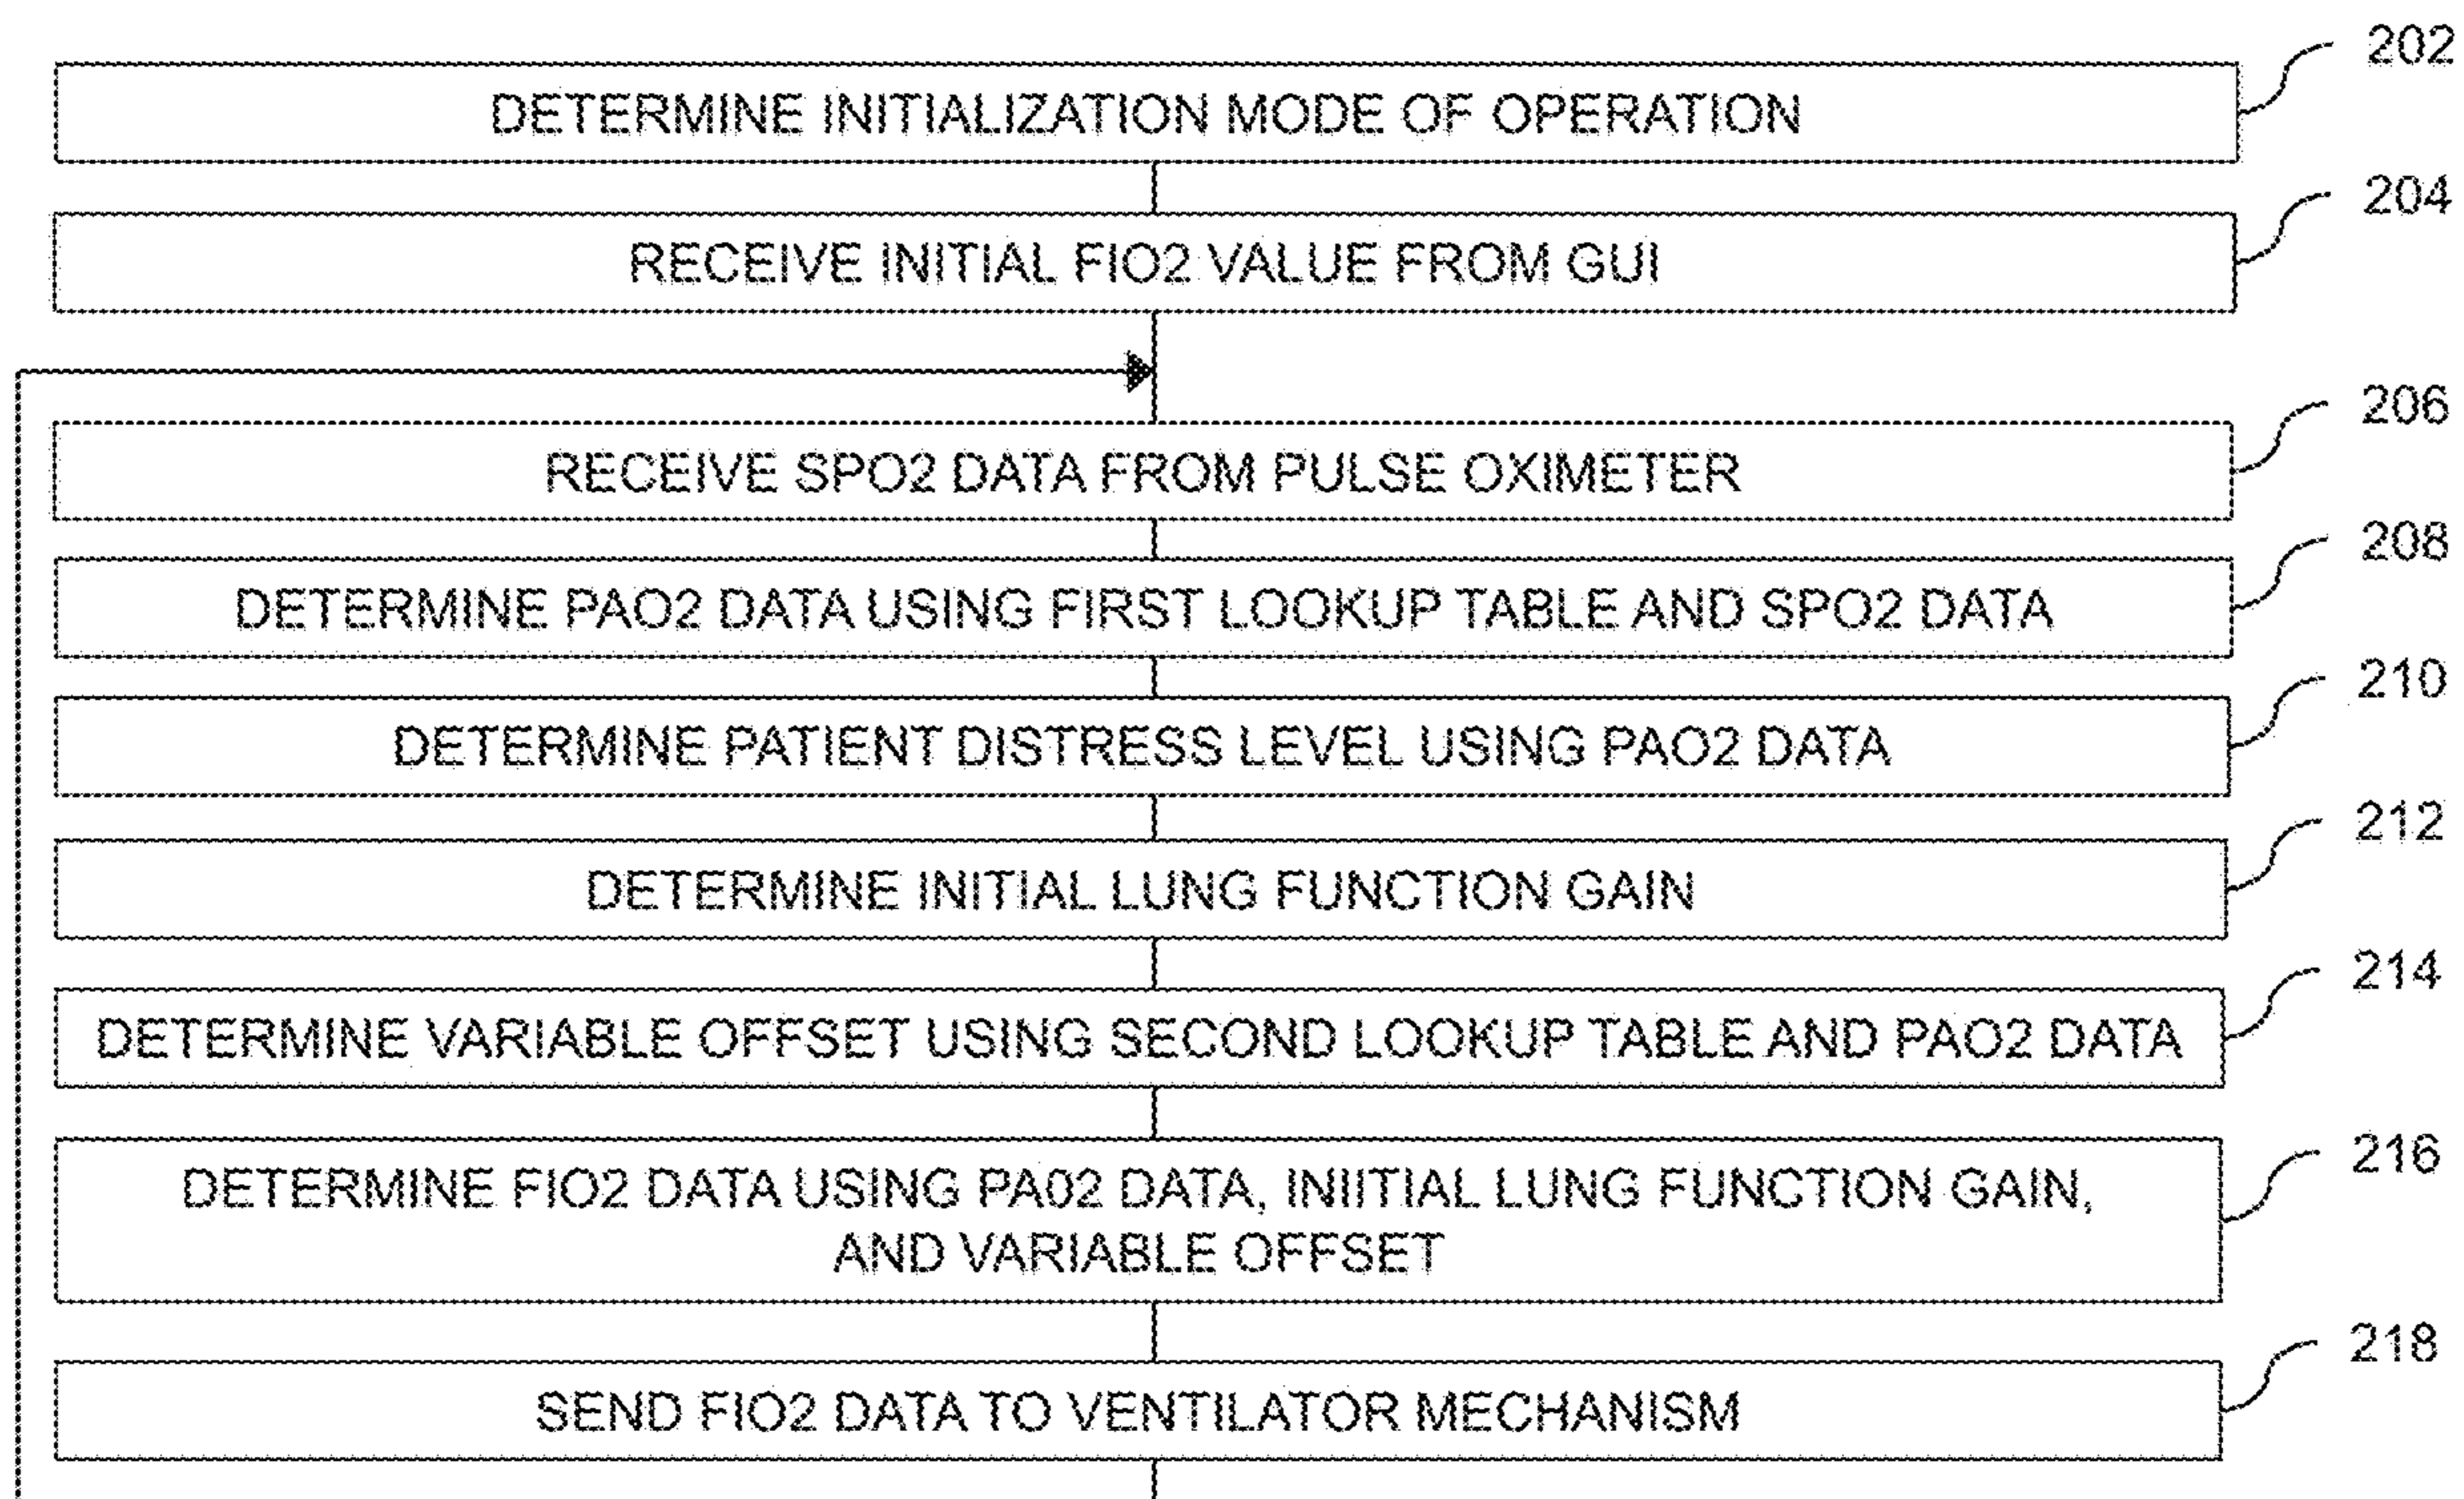 202
DETERMINE INITIALIZATION MODE OF OPERATION
204
RECEIVE INITIAL FIO2 VALUE FROM GUI
206
RECEIVE SPO2 DATA FROM PULSE OXIMETER
208
DETERMINE PAO2 DATA USING FIRST LOOKUP TABLE AND SPO2 DATA
210
DETERMINE PATIENT DISTRESS LEVEL USING PAO2 DATA
212
DETERMINE INITIAL LUNG FUNCTION GAIN
214
DETERMINE VARIABLE OFFSET USING SECOND LOOKUP TABLE AND PAO2 DATA
216
DETERMINE FIO2 DATA USING PA02 DATA, INIITIAL LUNG FUNCTION GAIN,
AND VARIABLE OFFSET
218
SEND FIO2 DATA TO VENTILATOR MECHANISM